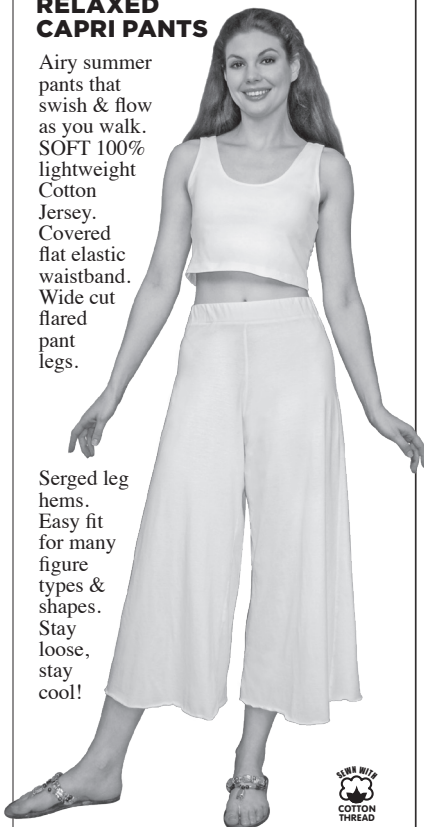 RELAXED
CAPRI PANTS
Airy summer
pants that
swish & flow
as you walk.
SOFT 100%
lightweight
Cotton
Jersey.
Covered
flat elastic
waistband.
Wide cut
flared
pant
legs.
Serged leg
hems.
Easy fit
for many
figure
types &
shapes.
Stay
loose,
stay
cool!
SEWN WITH
COTTON
THREAD